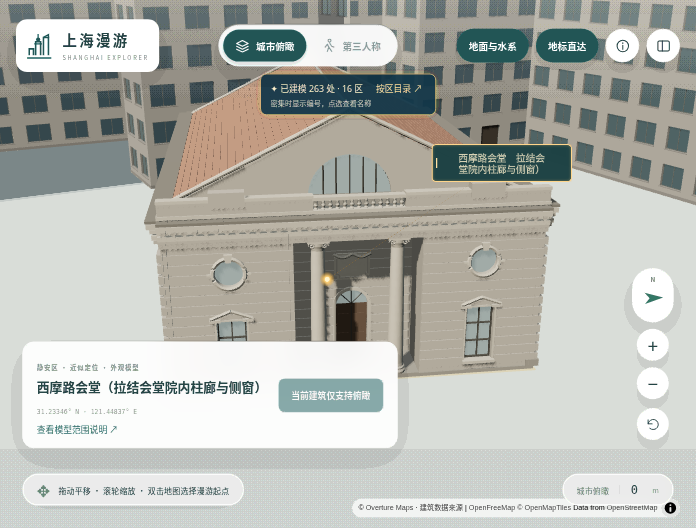 上海漫游
SHANGHAI EXPLORER
城市俯瞰
第三人称
地面与水系
地标直达
✦ 已建模 263 处 · 16 区 按区目录 ↗
密集时显示编号，点选查看名称
西摩路会堂（拉结会
堂院内柱廊与侧窗）
N
静安区 · 近似定位 · 外观模型
西摩路会堂（拉结会堂院内柱廊与侧窗）
31.23346° N · 121.44837° E
查看模型范围说明 ↗
当前建筑仅支持俯瞰
拖动平移 · 滚轮缩放 · 双击地图选择漫游起点
城市俯瞰 0 m
© Overture Maps · 建筑数据来源 | OpenFreeMap © OpenMapTiles Data from OpenStreetMap